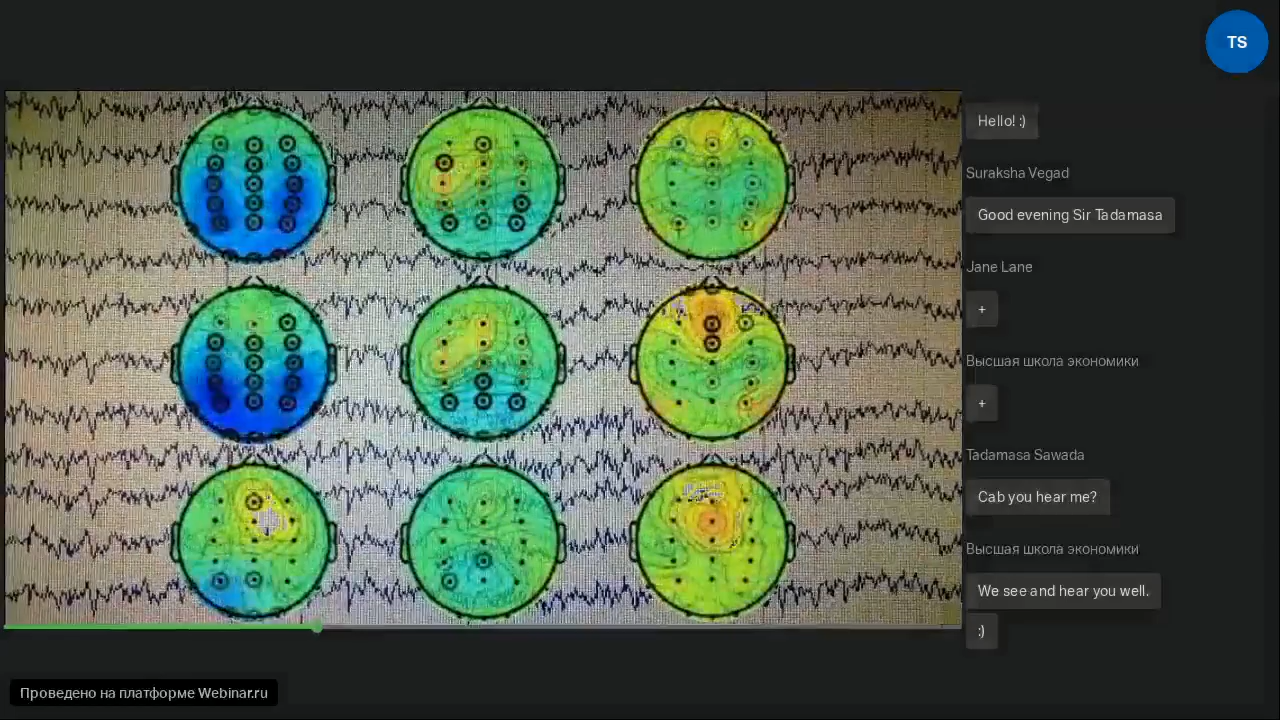 TS
Hello! :)
Suraksha Vegad
Good evening Sir Tadamasa
Jane Lane
+
Высшая школа экономики
+
Tadamasa Sawada
Cab you hear me?
Высшая школа экономики
We see and hear you well.
:)
Проведено на платформе Webinar.ru